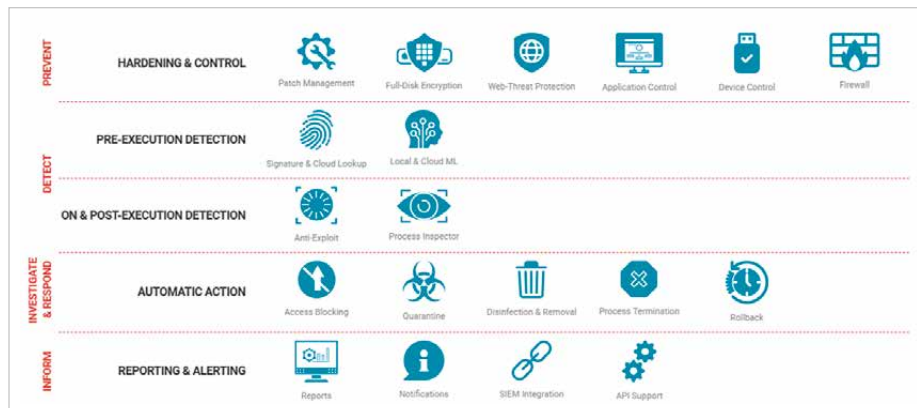 PREVENT
HARDENING & CONTROL
Patch Management
Full-Disk Encryption
Web-Threat Protection
Application Control
Device Control
Firewall
DETECT
PRE-EXECUTION DETECTION
Signature & Cloud Lookup
Local & Cloud ML
ON & POST-EXECUTION DETECTION
Anti-Exploit
Process Inspector
INVESTIGATE
& RESPOND
AUTOMATIC ACTION
Access Blocking
Quarantine
Disinfection & Removal
Process Termination
Rollback
INFORM
REPORTING & ALERTING
Reports
Notifications
SIEM Integration
API Support